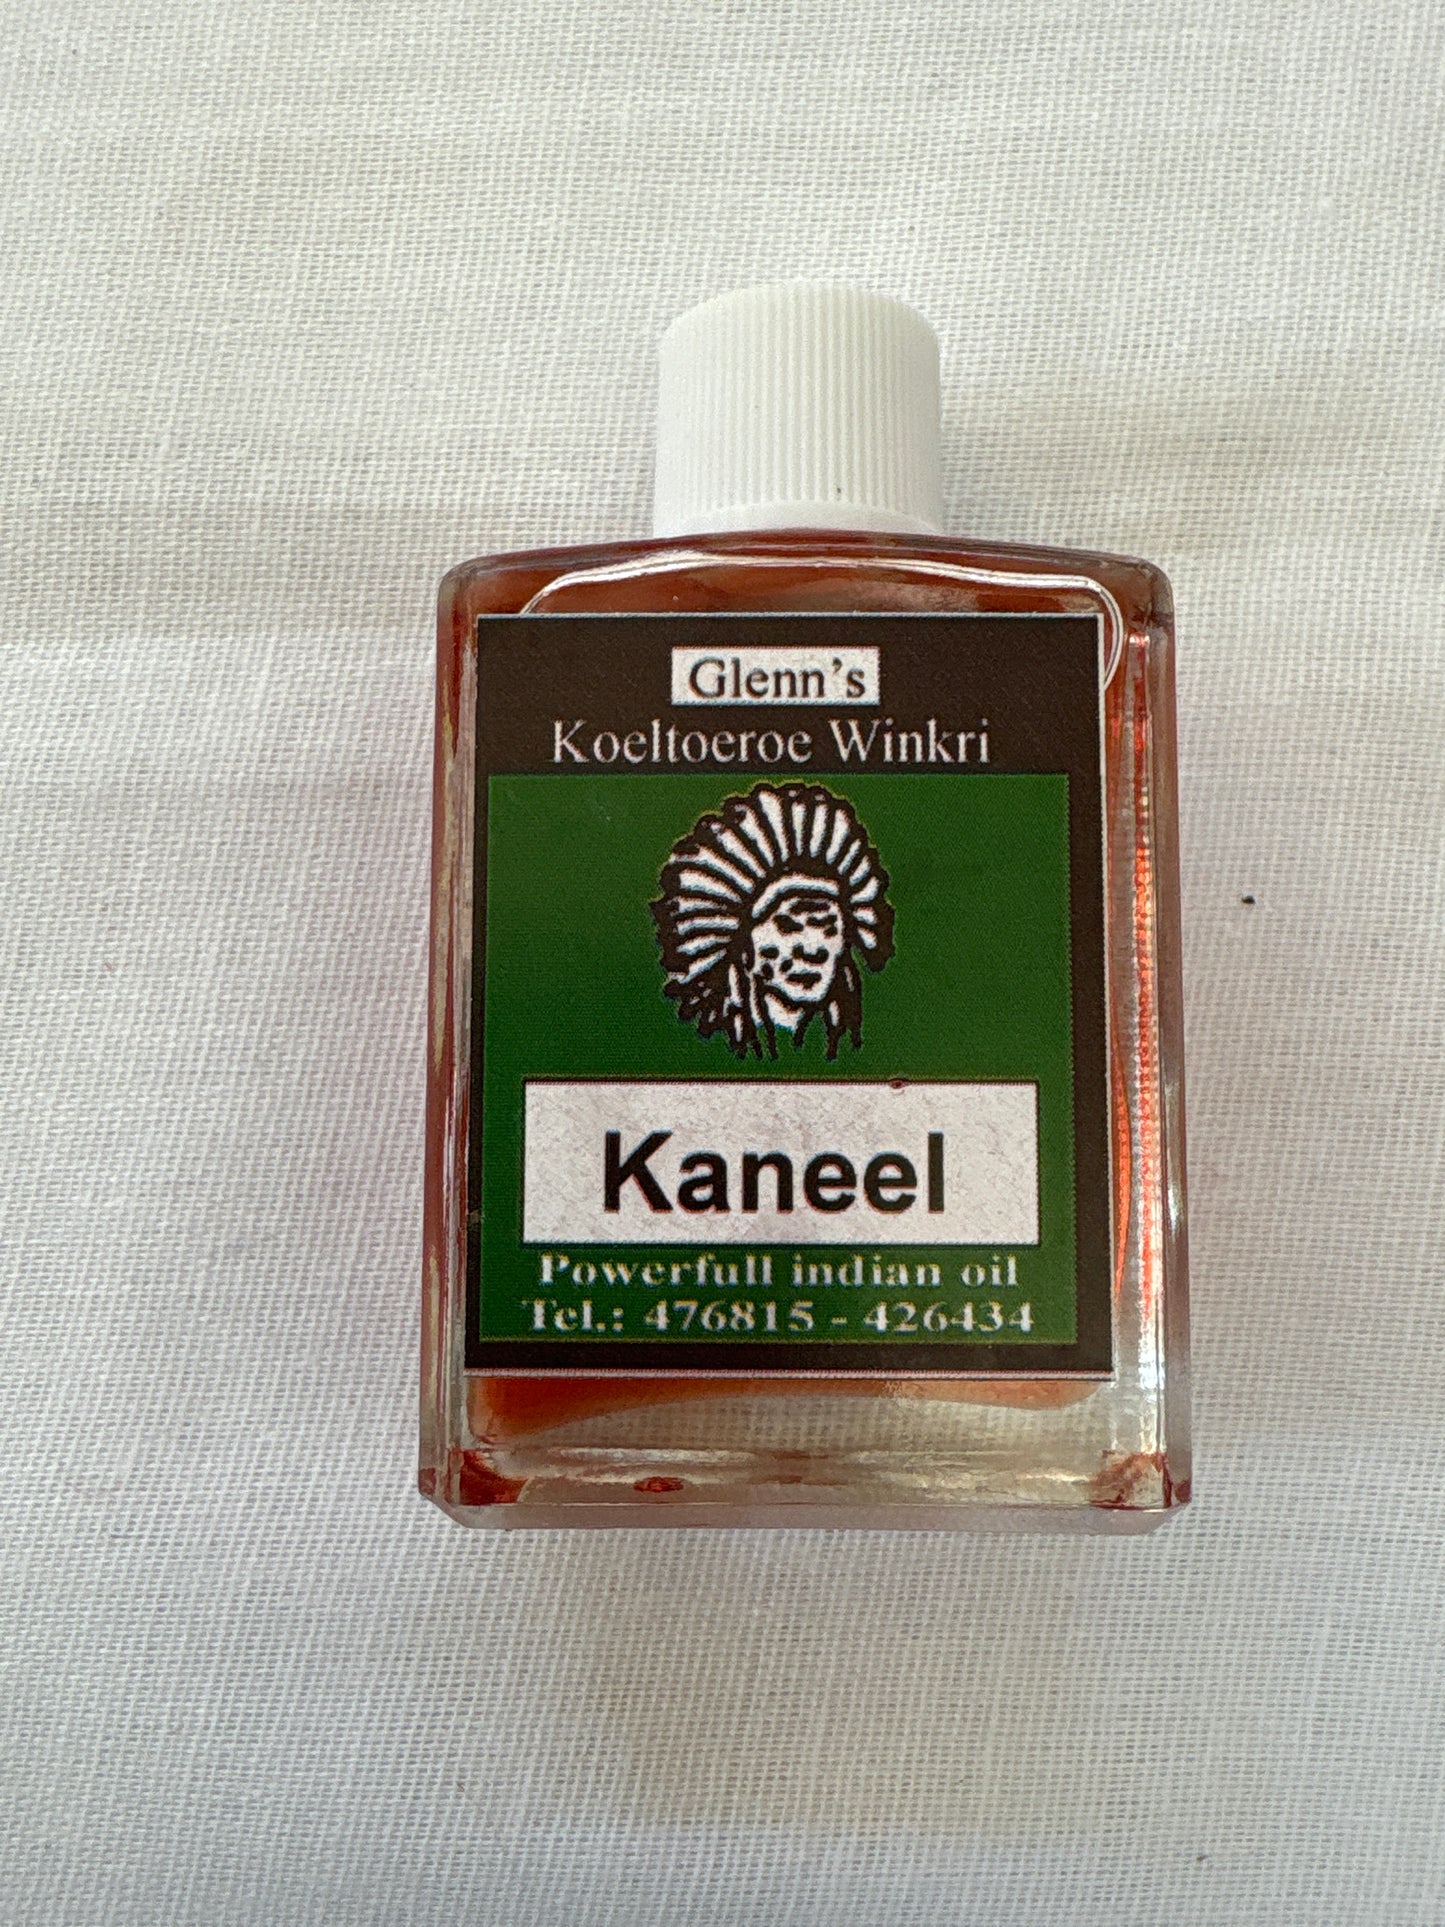 Glenn's
Koeltoeroe Winkri
Kaneel
Powerfull indian oil
Tel.: 476815 - 426434